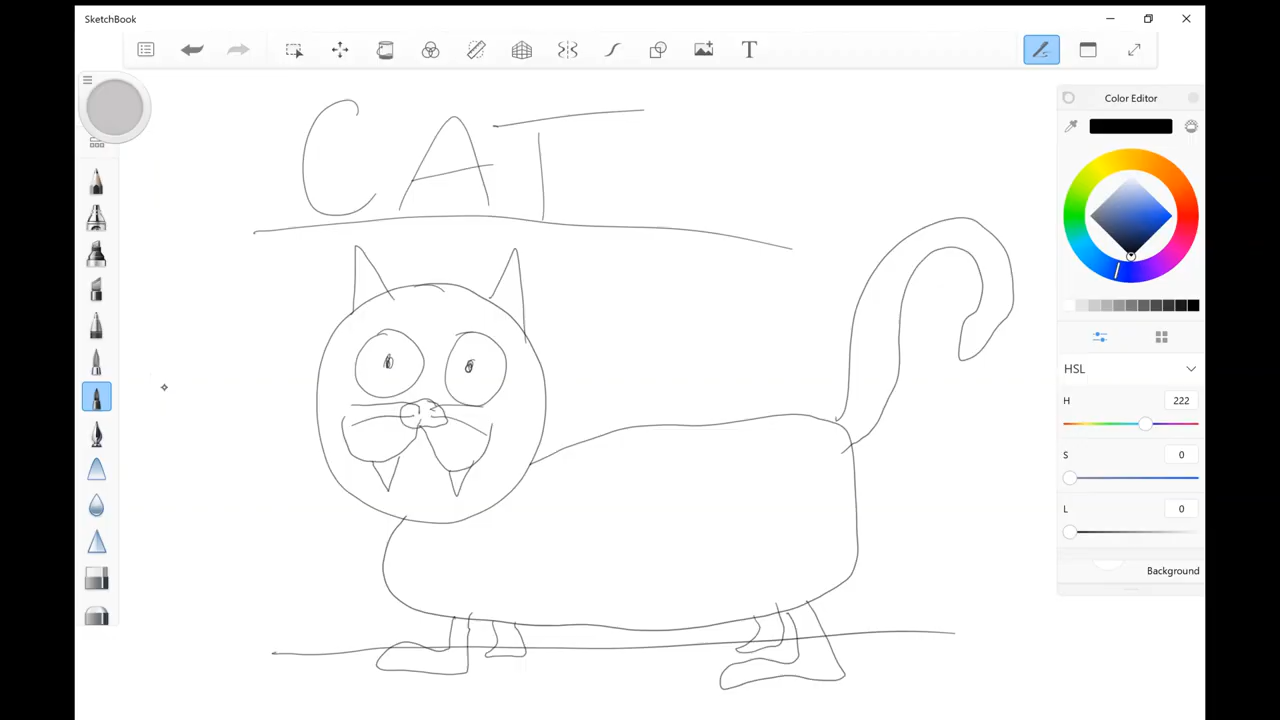 SketchBook
T
Color Editor
CAT
HSL
H 222
S 0
L 0
Background